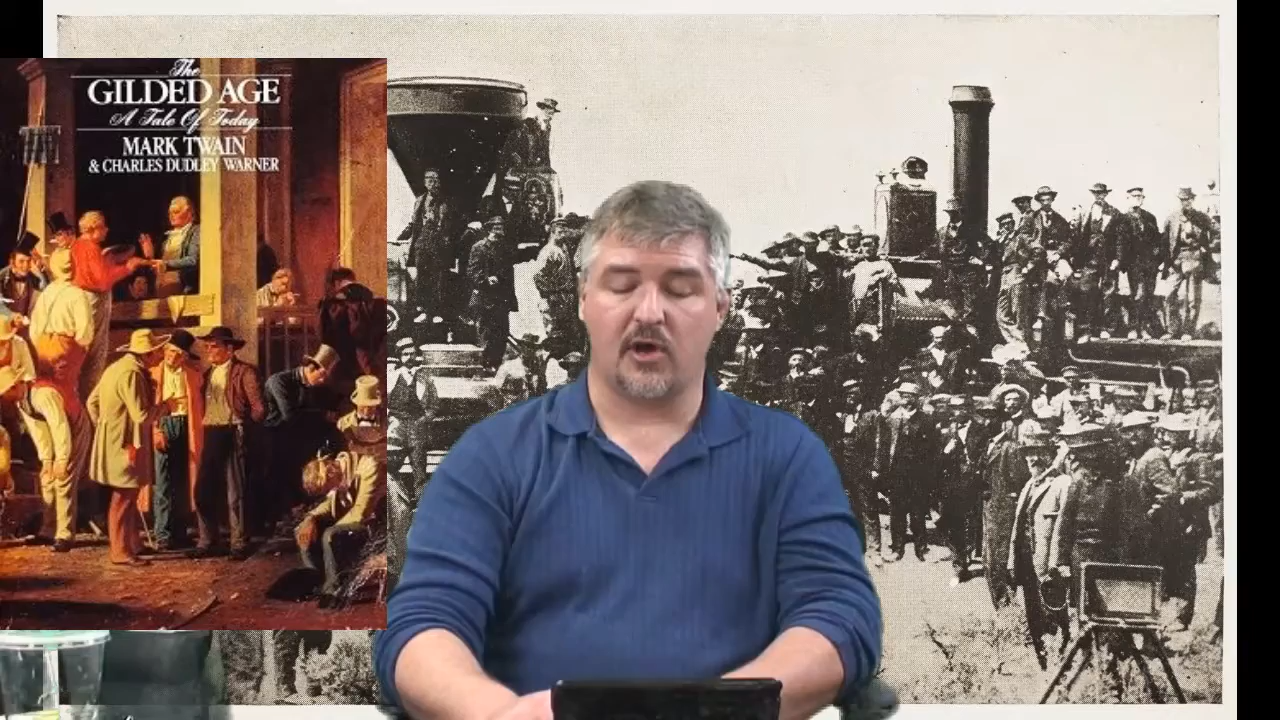 The
GILDED AGE
A Tale Of Today
MARK TWAIN
& CHARLES DUDLEY WARNER